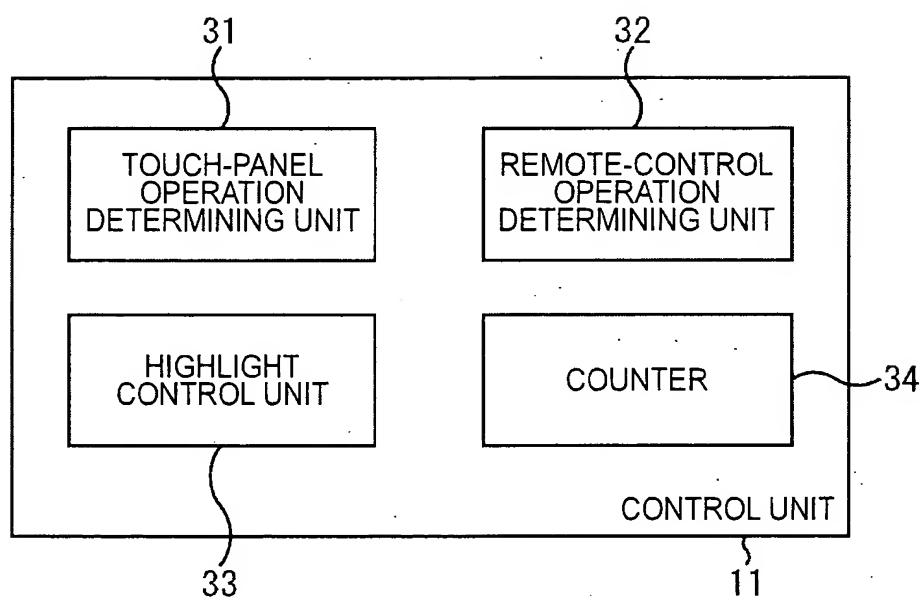 31
32
TOUCH-PANEL
OPERATION
DETERMINING UNIT
REMOTE-CONTROL
OPERATION
DETERMINING UNIT
HIGHLIGHT
CONTROL UNIT
COUNTER
34
CONTROL UNIT
33
11